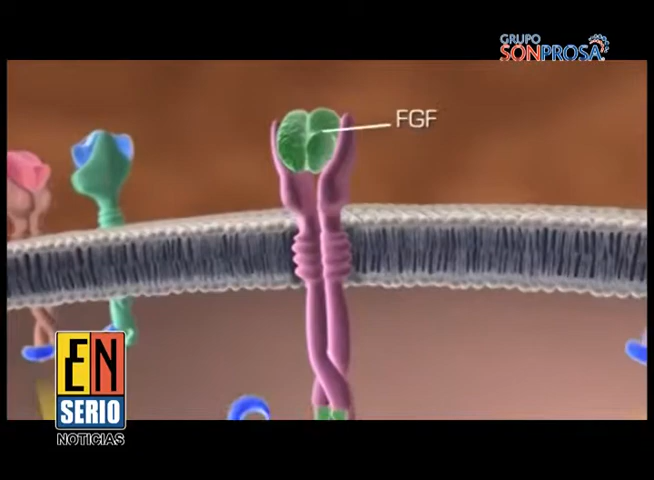 GRUPO
SONPROSA
FGF
EN
SERIO
NOTICIAS